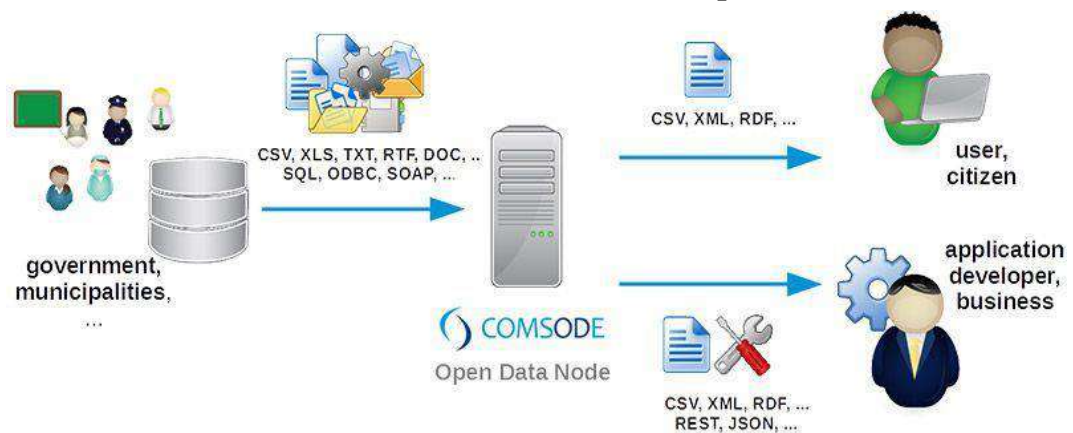 CSV, XLS, TXT, RTF, DOC, ..
SQL, ODBC, SOAP, ...
government,
municipalities,
...
COMSODE
Open Data Node
CSV, XML, RDF, ...
user,
citizen
application
developer,
business
CSV, XML, RDF, ...
REST, JSON, ...